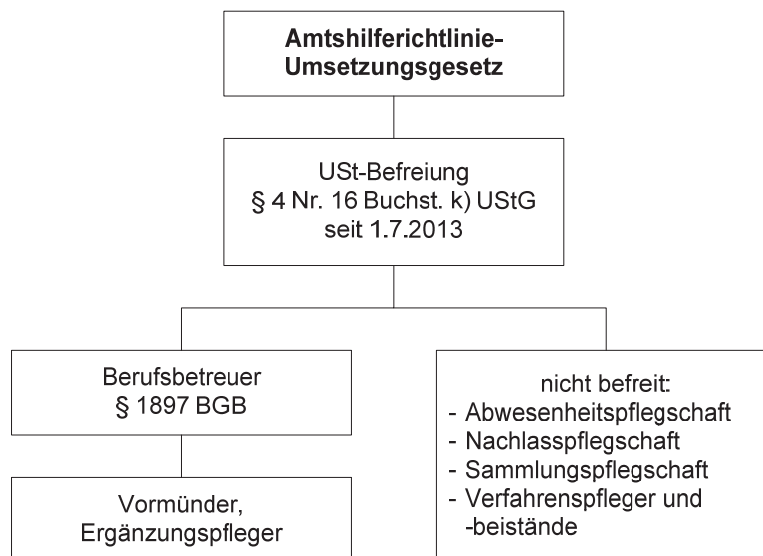 Amtshilferichtlinie-
Umsetzungsgesetz
USt-Befreiung
§ 4 Nr. 16 Buchst. k) UStG
seit 1.7.2013
Berufsbetreuer
§ 1897 BGB
Vormünder,
Ergänzungspfleger
nicht befreit:
- Abwesenheitspflegschaft
- Nachlasspflegschaft
- Sammlungspflegschaft
- Verfahrenspfleger und
-beistände